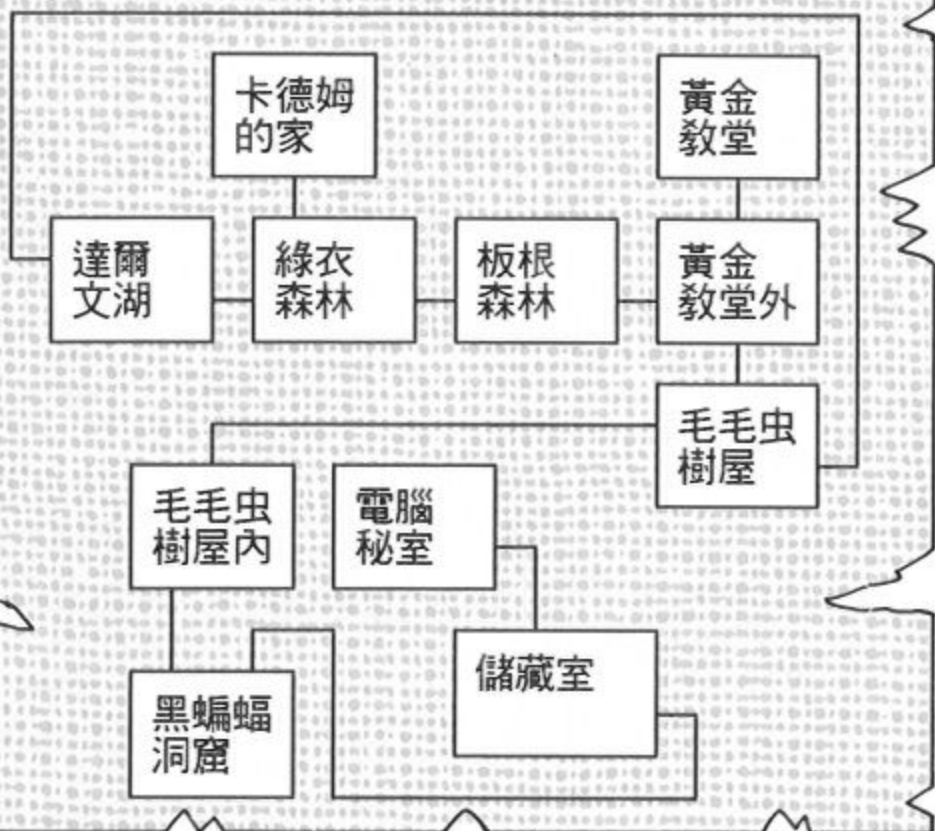 卡德姆
的家
黃金
教堂
達爾
文湖
綠衣
森林
板根
森林
黃金
教堂外
毛毛虫
樹屋
毛毛虫
樹屋內
電腦
秘室
儲藏室
黑蝙蝠
洞窟